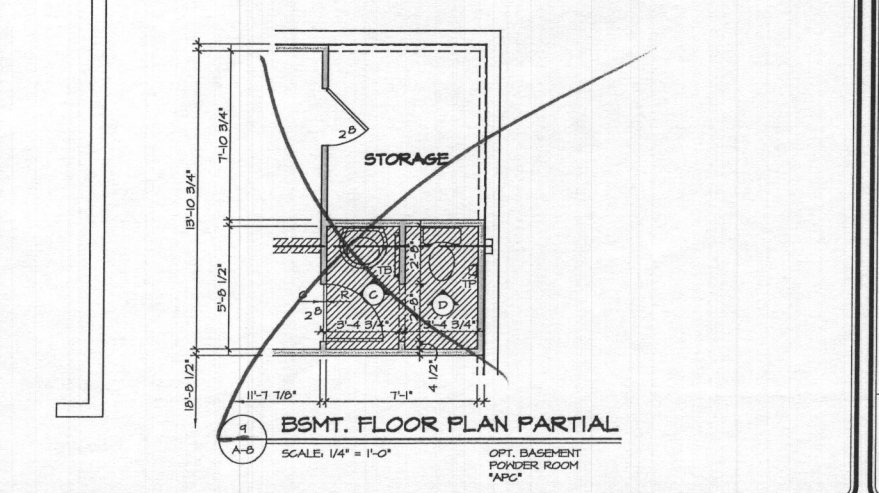 2⁸
STORAGE
7'-10 3/4"
13'-10 3/4"
5'-8 1/2"
18'-8 1/2"
2'-8"
TB
TP
R
C
D
2⁸
3'-4 3/4"
3'-4 3/4"
4 1/2"
11'-7 7/8"
7'-1"
9
A-8
BSMT. FLOOR PLAN PARTIAL
SCALE: 1/4" = 1'-0"
OPT. BASEMENT
POWDER ROOM
"APC"